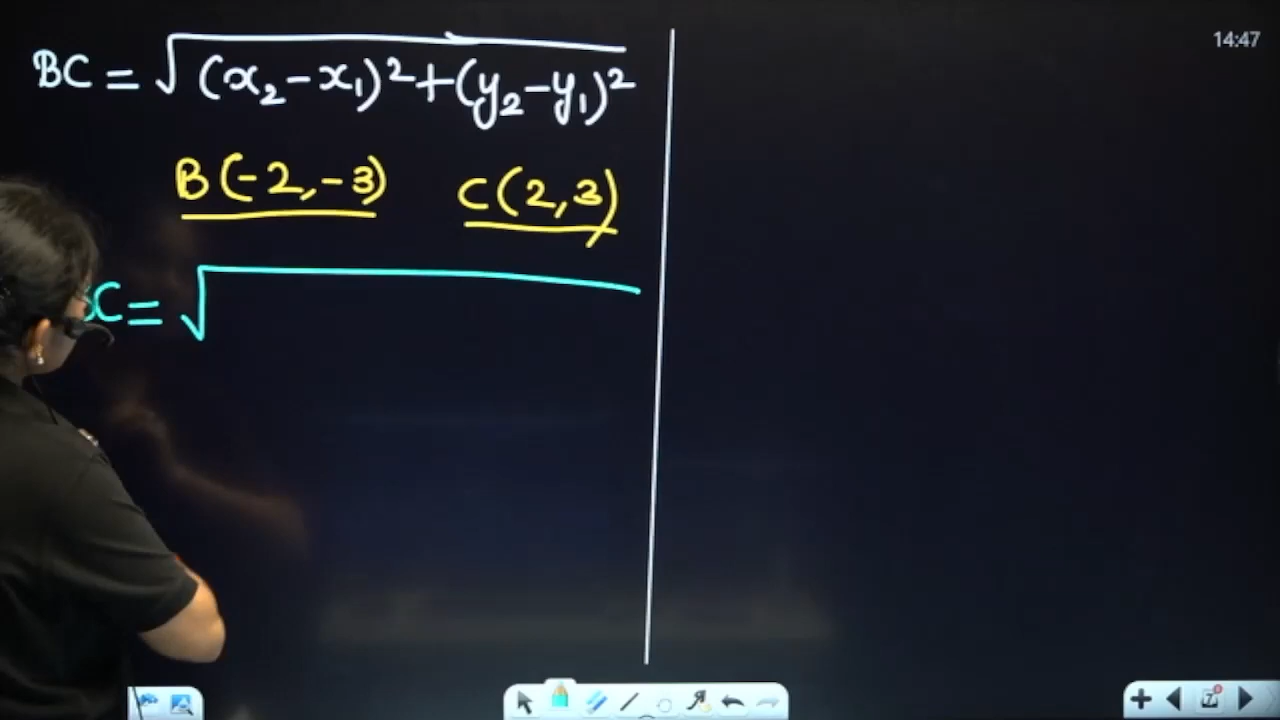 14:47
BC = √(x₂-x₁)²+(y₂-y₁)²
B(-2,-3) C(2,3)
C = √